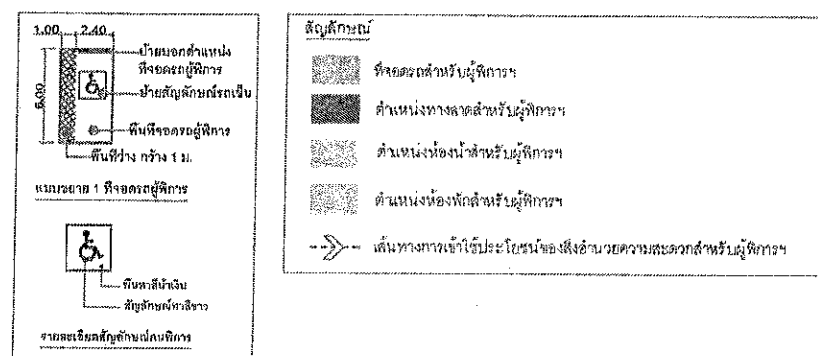 1.00 2.40
ป้ายบอกตำแหน่ง
ที่จอดรถผู้พิการ
ป้ายสัญลักษณ์รถเข็น
6.00
พื้นที่จอดรถผู้พิการ
พื้นที่ว่าง กว้าง 1 ม.
แบบขยาย 1 ที่จอดรถผู้พิการ
พื้นทาสีน้ำเงิน
สัญลักษณ์ทาสีขาว
รายละเอียดสัญลักษณ์คนพิการ
สัญลักษณ์
ที่จอดรถสำหรับผู้พิการฯ
ตำแหน่งทางลาดสำหรับผู้พิการฯ
ตำแหน่งห้องน้ำสำหรับผู้พิการฯ
ตำแหน่งห้องพักสำหรับผู้พิการฯ
เส้นทางการเข้าใช้ประโยชน์ของสิ่งอำนวยความสะดวกสำหรับผู้พิการฯ